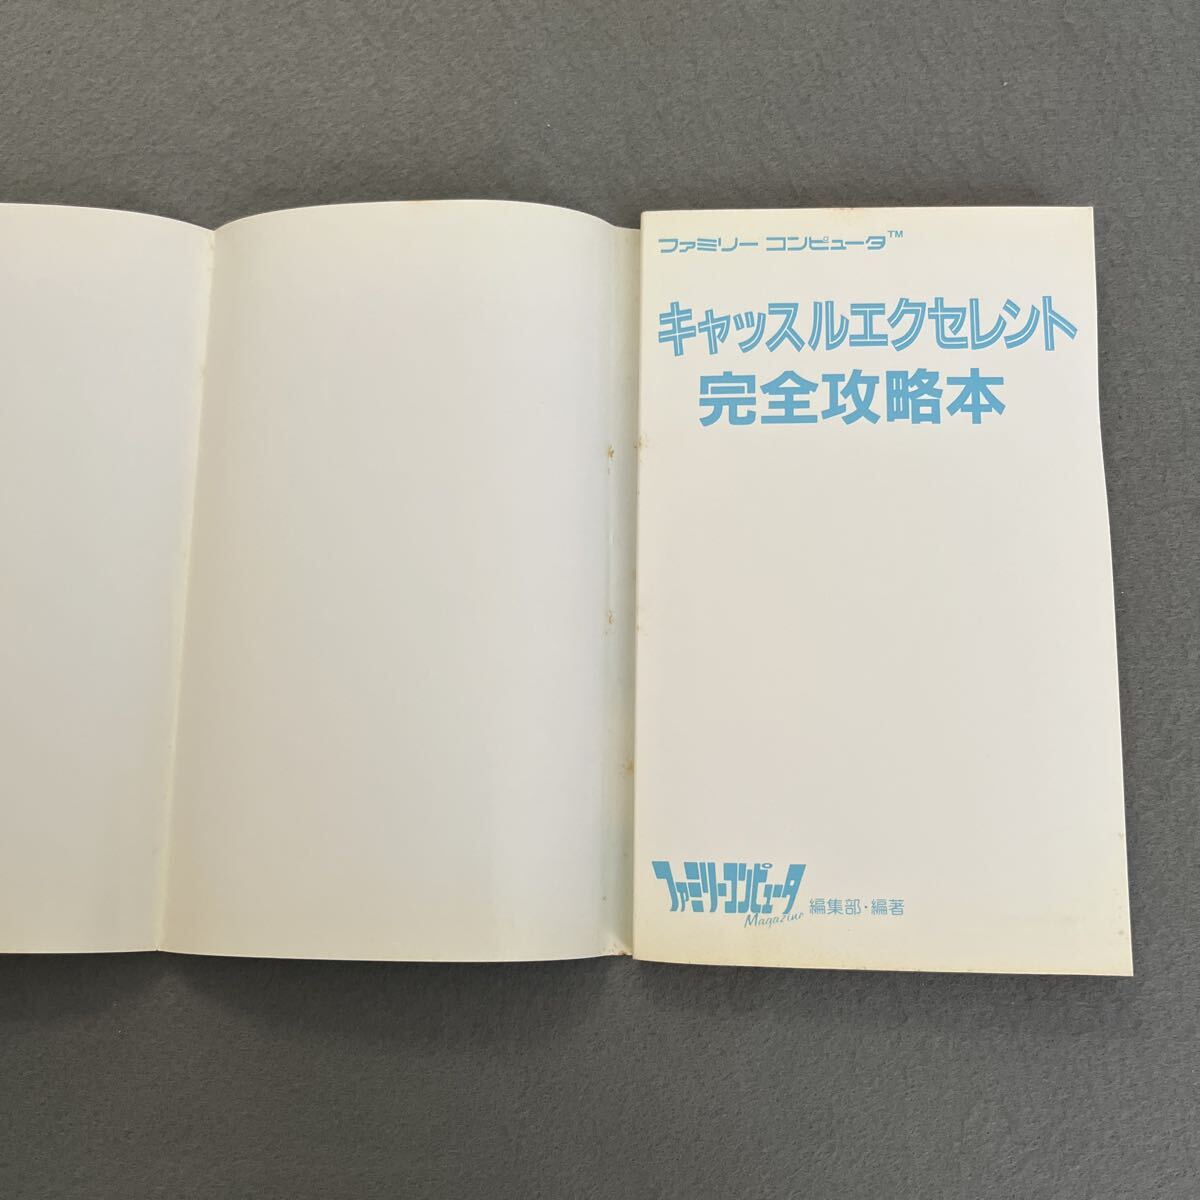 ファミリー コンピュータ™
キャッスルエクセレント
完全攻略本
ファミリーコンピュータ
Magazine
編集部・編著